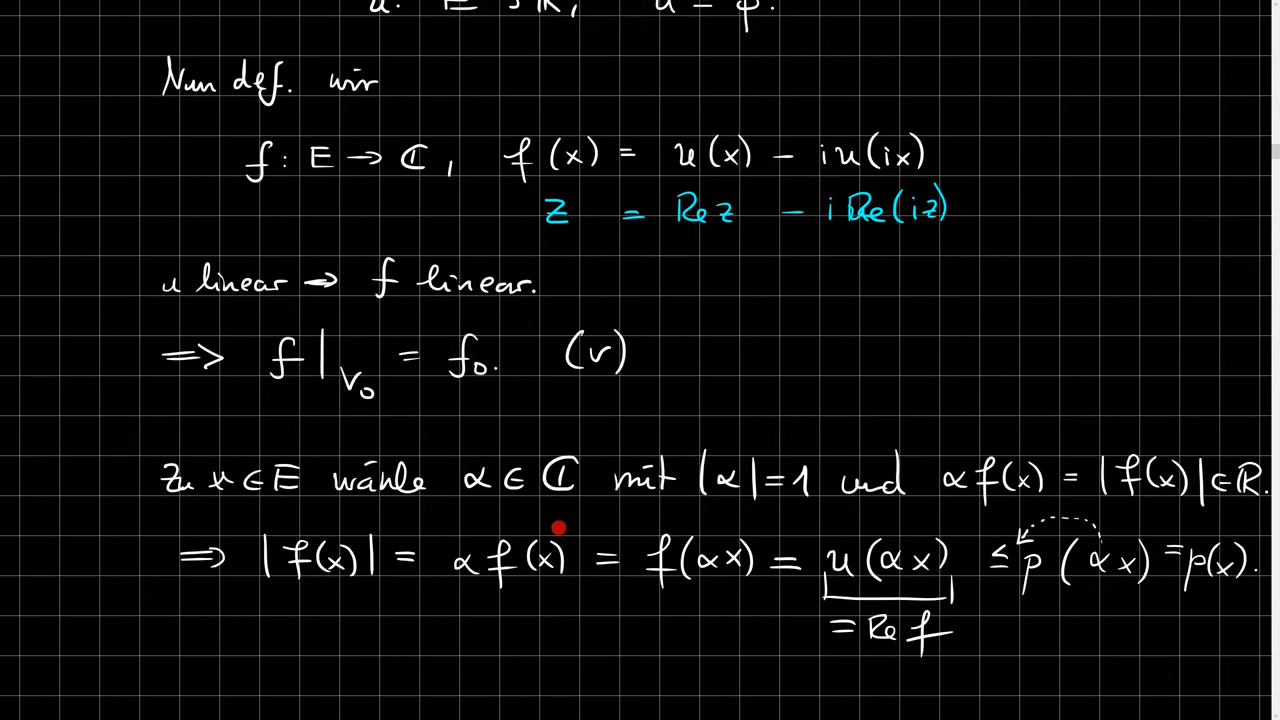 u: E → ℝ, u ≤ p.
Nun def. wir
f: E → ℂ, f(x) = u(x) − iu(ix)
z = Re z − i Re(iz)
u linear → f linear.
⟹ f|_{V₀} = f₀. (v)
Zu x ∈ E wähle α ∈ ℂ mit |α| = 1 und αf(x) = |f(x)| ∈ ℝ.
⟹ |f(x)| = αf(x) = f(αx) = u(αx) ≤ p(αx) = p(x).
= Re f